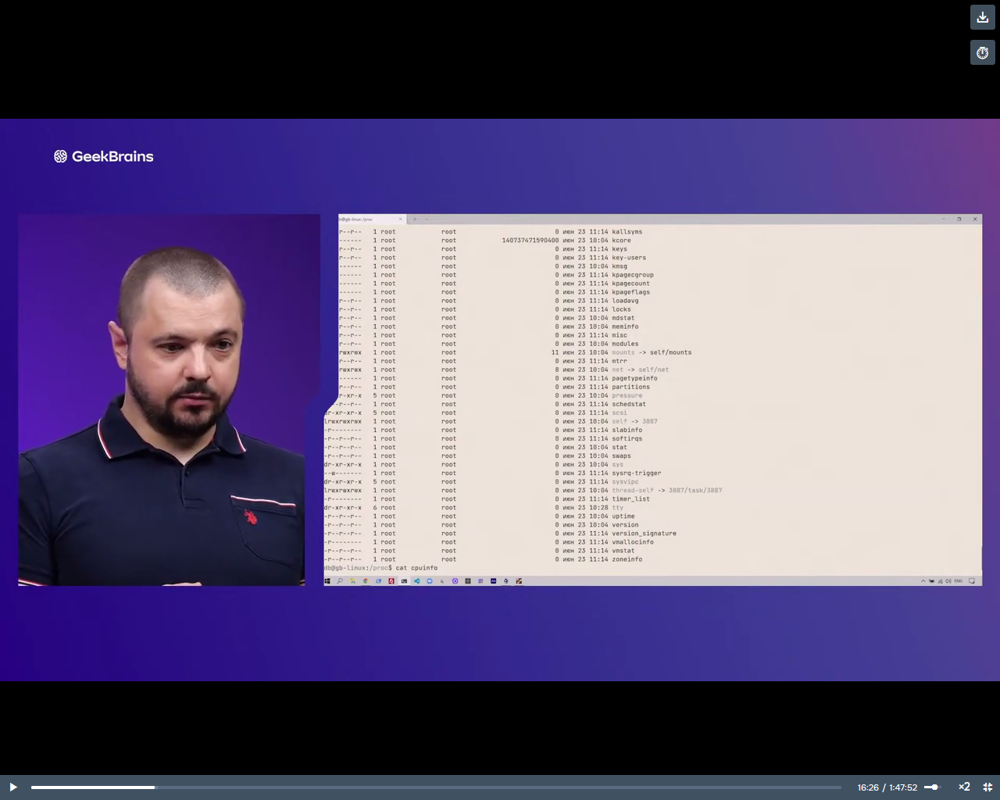 GeekBrains
db@gb-linux: /proc
r--r-- 1 root root 0 июн 23 11:14 kallsyms
------ 1 root root 140737471590400 июн 23 10:04 kcore
r--r-- 1 root root 0 июн 23 11:14 keys
r--r-- 1 root root 0 июн 23 11:14 key-users
------ 1 root root 0 июн 23 10:04 kmsg
------ 1 root root 0 июн 23 11:14 kpagecgroup
------ 1 root root 0 июн 23 11:14 kpagecount
------ 1 root root 0 июн 23 11:14 kpageflags
r--r-- 1 root root 0 июн 23 11:14 loadavg
r--r-- 1 root root 0 июн 23 11:14 locks
r--r-- 1 root root 0 июн 23 10:04 mdstat
r--r-- 1 root root 0 июн 23 10:04 meminfo
r--r-- 1 root root 0 июн 23 11:14 misc
r--r-- 1 root root 0 июн 23 10:04 modules
rwxrwx 1 root root 11 июн 23 10:04 mounts -> self/mounts
r--r-- 1 root root 0 июн 23 11:14 mtrr
rwxrwx 1 root root 8 июн 23 10:04 net -> self/net
------ 1 root root 0 июн 23 11:14 pagetypeinfo
r--r-- 1 root root 0 июн 23 11:14 partitions
r-xr-x 5 root root 0 июн 23 10:04 pressure
r--r-- 1 root root 0 июн 23 11:14 schedstat
dr-xr-xr-x 5 root root 0 июн 23 11:14 scsi
lrwxrwxrwx 1 root root 0 июн 23 10:04 self -> 3887
-r-------- 1 root root 0 июн 23 11:14 slabinfo
-r--r--r-- 1 root root 0 июн 23 11:14 softirqs
-r--r--r-- 1 root root 0 июн 23 10:04 stat
-r--r--r-- 1 root root 0 июн 23 10:04 swaps
dr-xr-xr-x 1 root root 0 июн 23 10:04 sys
--w------- 1 root root 0 июн 23 11:14 sysrq-trigger
dr-xr-xr-x 5 root root 0 июн 23 11:14 sysvipc
lrwxrwxrwx 1 root root 0 июн 23 10:04 thread-self -> 3887/task/3887
-r-------- 1 root root 0 июн 23 11:14 timer_list
dr-xr-xr-x 6 root root 0 июн 23 10:28 tty
-r--r--r-- 1 root root 0 июн 23 10:04 uptime
-r--r--r-- 1 root root 0 июн 23 10:04 version
-r--r--r-- 1 root root 0 июн 23 11:14 version_signature
-r-------- 1 root root 0 июн 23 11:14 vmallocinfo
-r--r--r-- 1 root root 0 июн 23 11:14 vmstat
-r--r--r-- 1 root root 0 июн 23 11:14 zoneinfo
db@gb-linux:/proc$ cat cpuinfo
ENG
16:26 / 1:47:52 ×2